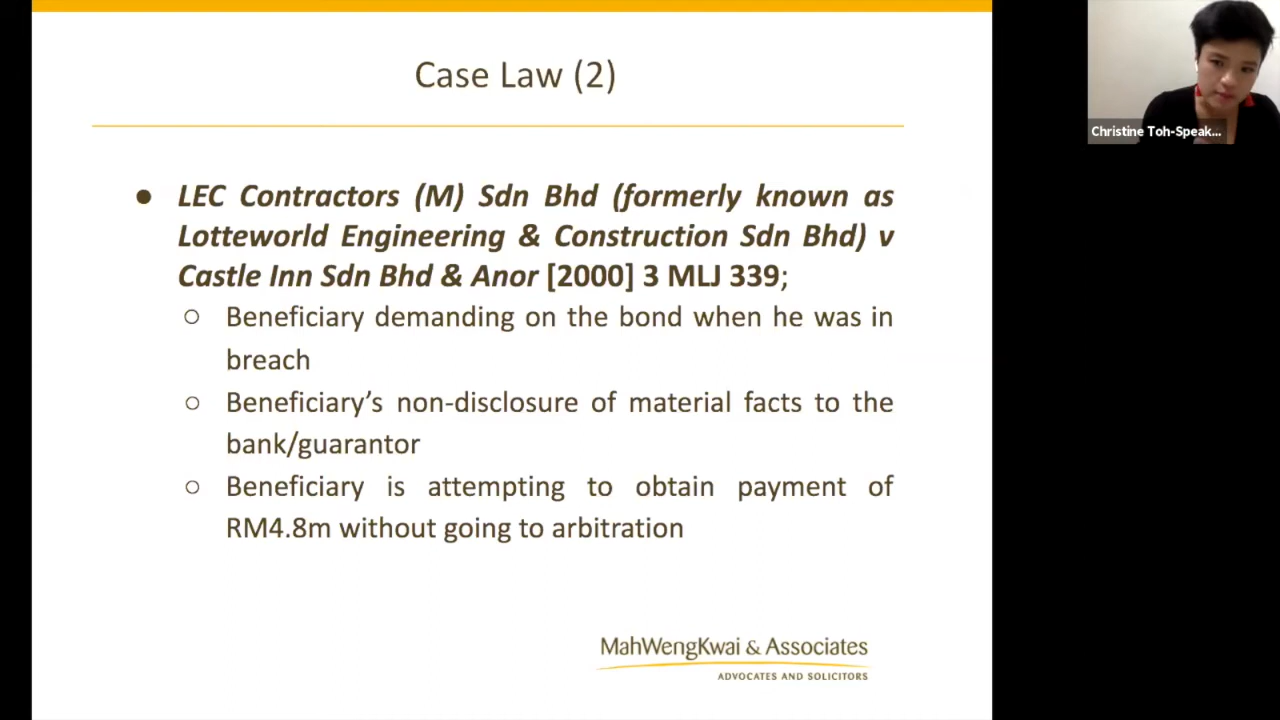 Case Law (2)
● LEC Contractors (M) Sdn Bhd (formerly known as
Lotteworld Engineering & Construction Sdn Bhd) v
Castle Inn Sdn Bhd & Anor [2000] 3 MLJ 339;
○ Beneficiary demanding on the bond when he was in
breach
○ Beneficiary’s non-disclosure of material facts to the
bank/guarantor
○ Beneficiary is attempting to obtain payment of
RM4.8m without going to arbitration
MahWengKwai & Associates
ADVOCATES AND SOLICITORS
Christine Toh-Speak...